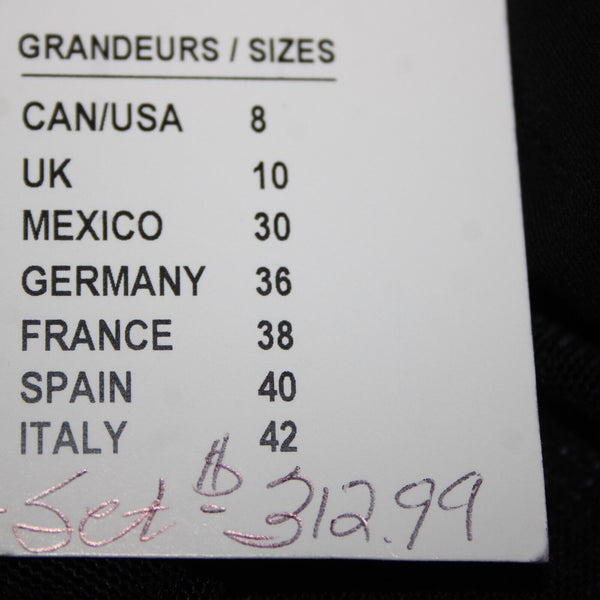 GRANDEURS / SIZES
CAN/USA 8
UK 10
MEXICO 30
GERMANY 36
FRANCE 38
SPAIN 40
ITALY 42
-Set $ 312.99